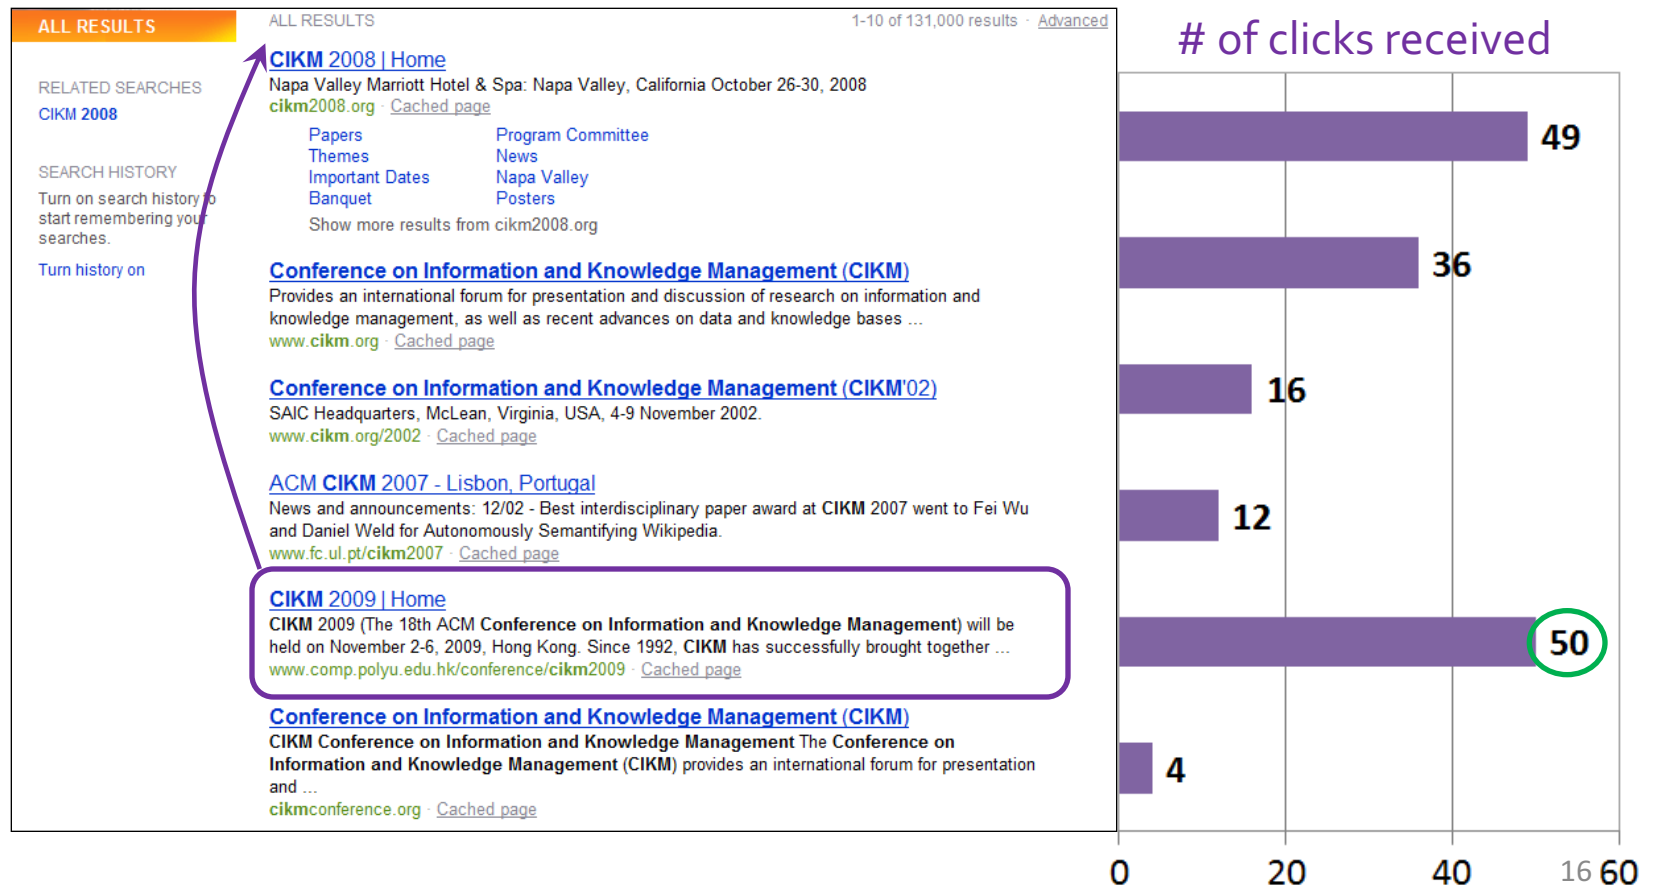 ALL RESULTS
RELATED SEARCHES
CIKM 2008
SEARCH HISTORY
Turn on search history to
start remembering your
searches.
Turn history on
ALL RESULTS
1-10 of 131,000 results · Advanced
CIKM 2008 | Home
Napa Valley Marriott Hotel & Spa: Napa Valley, California October 26-30, 2008
cikm2008.org · Cached page
Papers Program Committee
Themes News
Important Dates Napa Valley
Banquet Posters
Show more results from cikm2008.org
Conference on Information and Knowledge Management (CIKM)
Provides an international forum for presentation and discussion of research on information and
knowledge management, as well as recent advances on data and knowledge bases ...
www.cikm.org · Cached page
Conference on Information and Knowledge Management (CIKM'02)
SAIC Headquarters, McLean, Virginia, USA, 4-9 November 2002.
www.cikm.org/2002 · Cached page
ACM CIKM 2007 - Lisbon, Portugal
News and announcements: 12/02 - Best interdisciplinary paper award at CIKM 2007 went to Fei Wu
and Daniel Weld for Autonomously Semantifying Wikipedia.
www.fc.ul.pt/cikm2007 · Cached page
CIKM 2009 | Home
CIKM 2009 (The 18th ACM Conference on Information and Knowledge Management) will be
held on November 2-6, 2009, Hong Kong. Since 1992, CIKM has successfully brought together ...
www.comp.polyu.edu.hk/conference/cikm2009 · Cached page
Conference on Information and Knowledge Management (CIKM)
CIKM Conference on Information and Knowledge Management The Conference on
Information and Knowledge Management (CIKM) provides an international forum for presentation
and ...
cikmconference.org · Cached page
# of clicks received
49
36
16
12
50
4
0 20 40 60
16